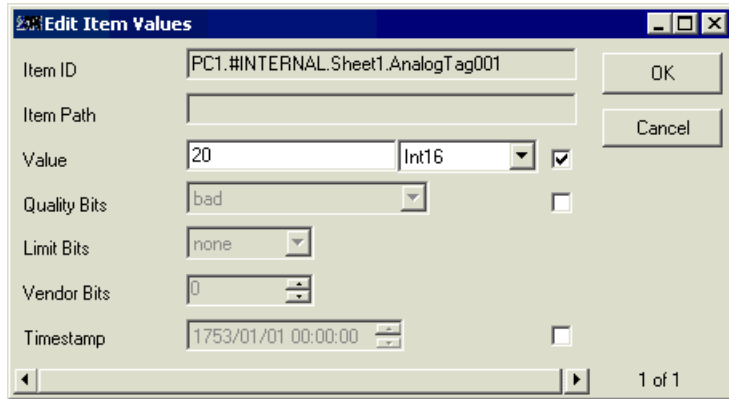 Edit Item Values
Item ID PC1.#INTERNAL.Sheet1.AnalogTag001 OK
Item Path Cancel
Value 20 Int16
Quality Bits bad
Limit Bits none
Vendor Bits 0
Timestamp 1753/01/01 00:00:00
1 of 1